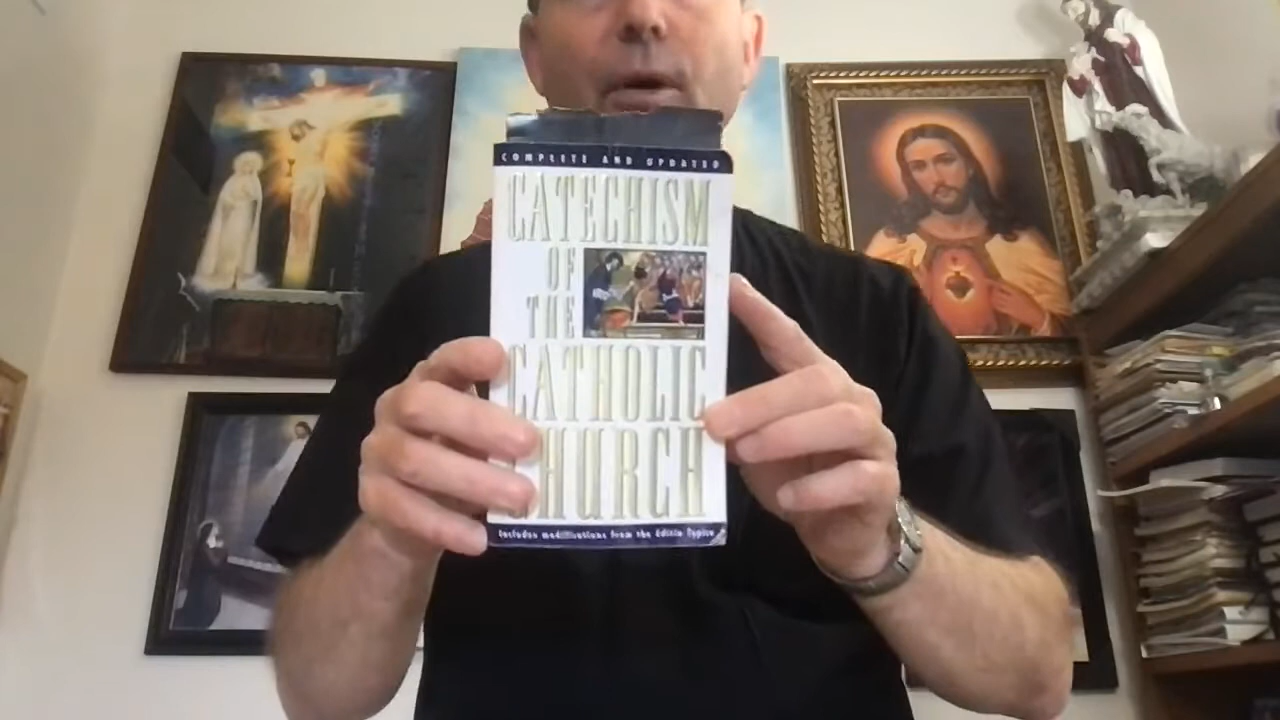 COMPLETE AND UPDATED
CATECHISM
OF
THE
CATHOLIC
CHURCH
Includes modifications from the Editio Typica